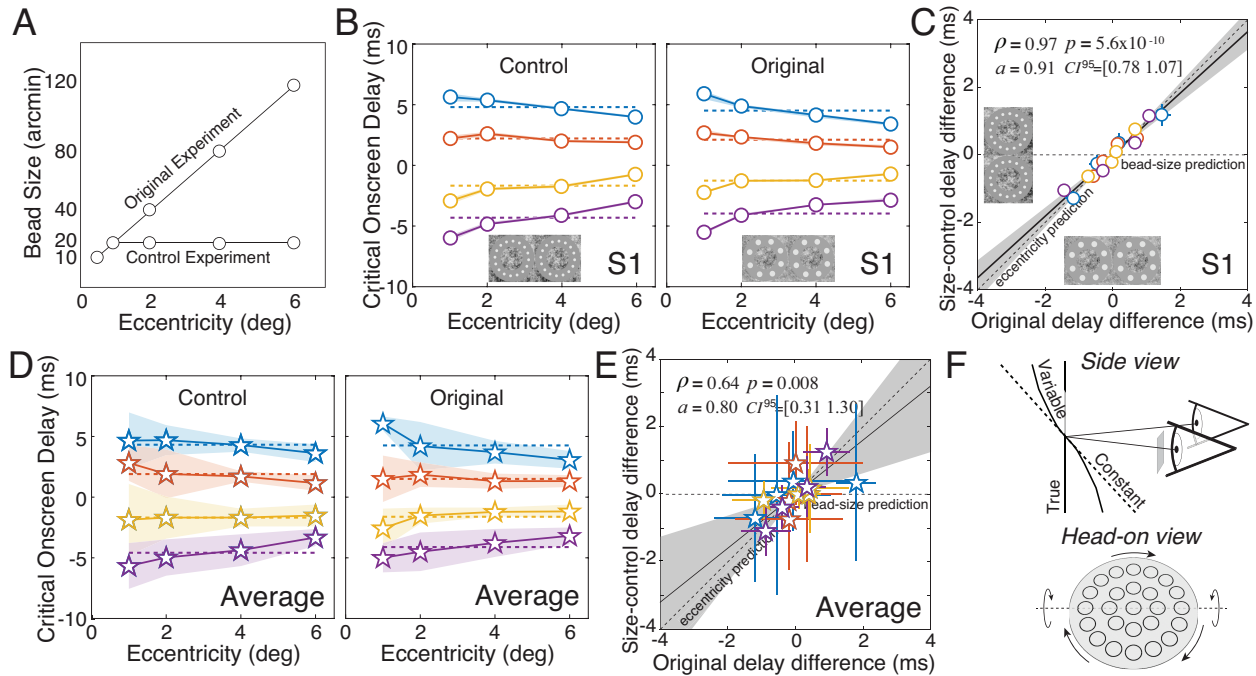 A
Bead Size (arcmin)
120
80
40
20
10
Original Experiment
Control Experiment
0 2 4 6
Eccentricity (deg)
B
Critical Onscreen Delay (ms)
10
5
0
-5
-10
Control
S1
0 2 4 6
Eccentricity (deg)
Original
S1
0 2 4 6
Eccentricity (deg)
C
Size-control delay difference (ms)
4
2
0
-2
-4
ρ = 0.97 p = 5.6x10⁻¹⁰
a = 0.91 CI⁹⁵=[0.78 1.07]
bead-size prediction
eccentricity prediction
S1
-4 -2 0 2 4
Original delay difference (ms)
D
Critical Onscreen Delay (ms)
10
5
0
-5
-10
Control
Average
0 2 4 6
Eccentricity (deg)
Original
Average
0 2 4 6
Eccentricity (deg)
E
Size-control delay difference (ms)
4
2
0
-2
-4
ρ = 0.64 p = 0.008
a = 0.80 CI⁹⁵=[0.31 1.30]
bead-size prediction
eccentricity prediction
Average
-4 -2 0 2 4
Original delay difference (ms)
F
Side view
Variable
True
Constant
Head-on view